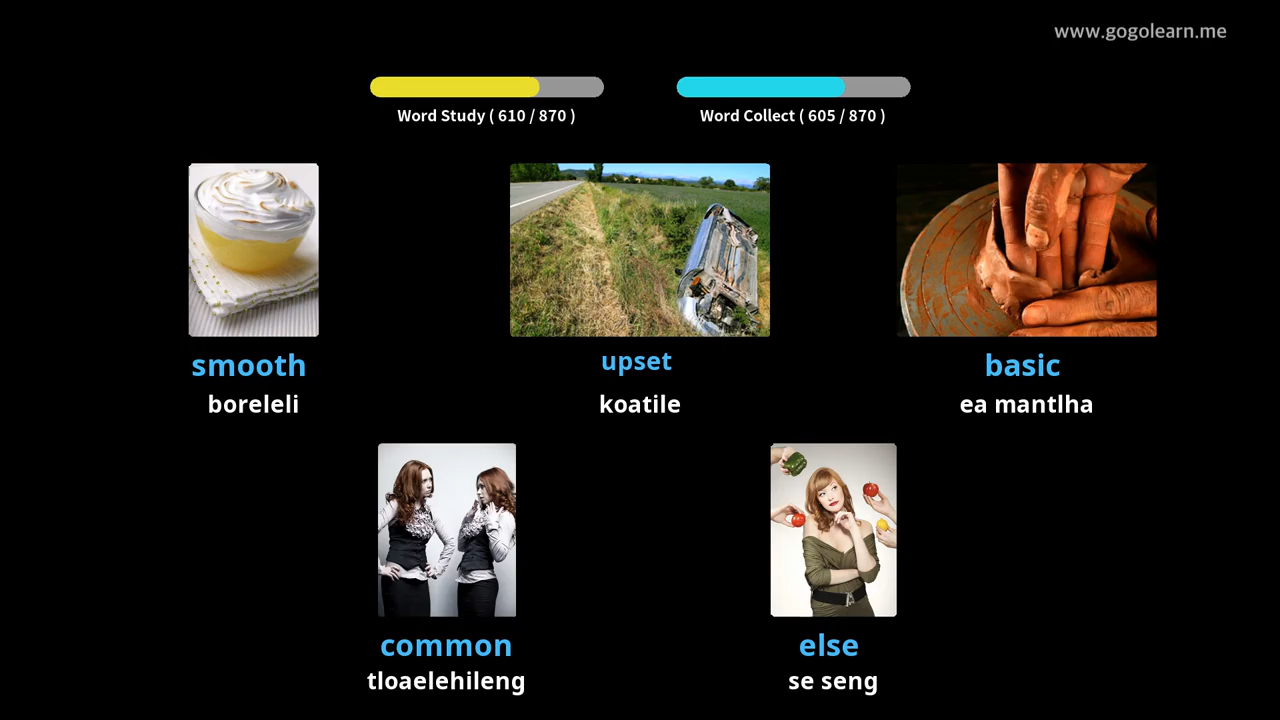 www.gogolearn.me
Word Study ( 610 / 870 )
Word Collect ( 605 / 870 )
smooth
boreleli
upset
koatile
basic
ea mantlha
common
tloaelehileng
else
se seng